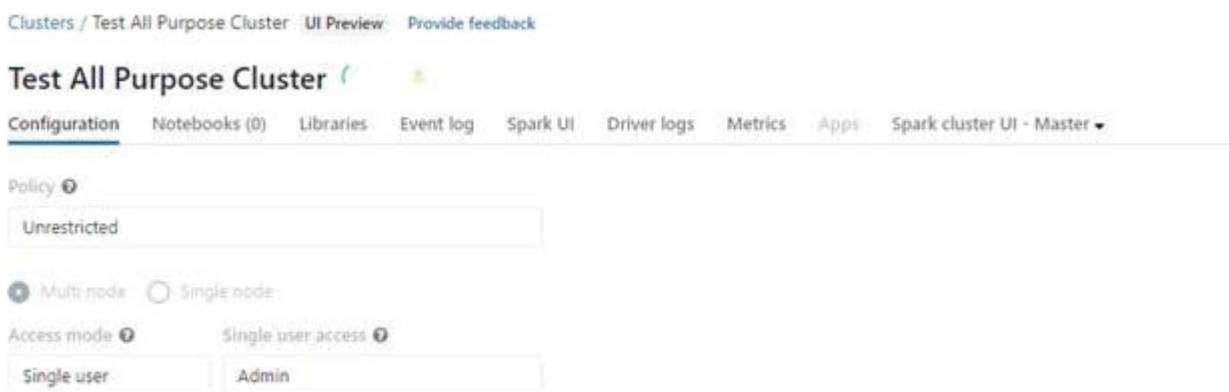 Clusters / Test All Purpose Cluster UI Preview Provide feedback
Test All Purpose Cluster
Configuration Notebooks (0) Libraries Event log Spark UI Driver logs Metrics Apps Spark cluster UI - Master
Policy
Unrestricted
Multi node Single node
Access mode Single user access
Single user Admin